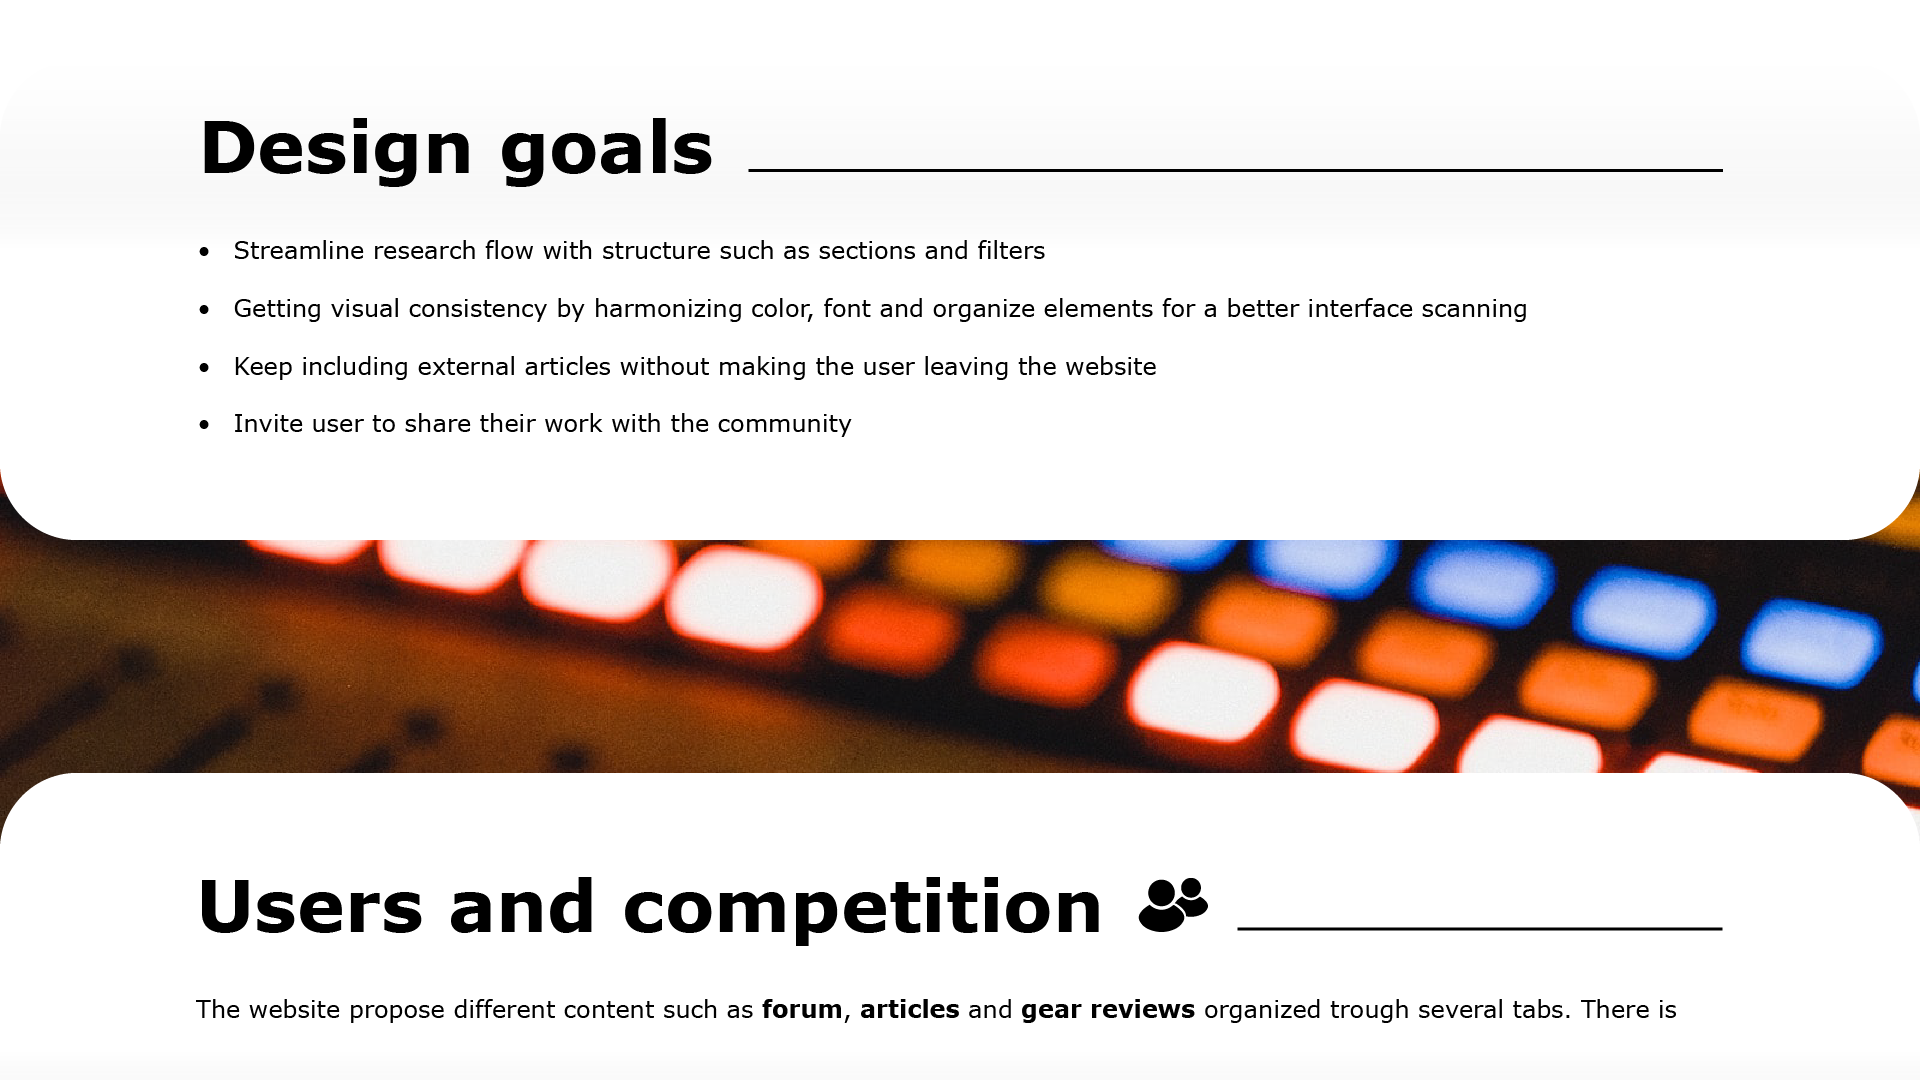 Design goals
• Streamline research flow with structure such as sections and filters
• Getting visual consistency by harmonizing color, font and organize elements for a better interface scanning
• Keep including external articles without making the user leaving the website
• Invite user to share their work with the community
Users and competition
The website propose different content such as forum, articles and gear reviews organized trough several tabs. There is